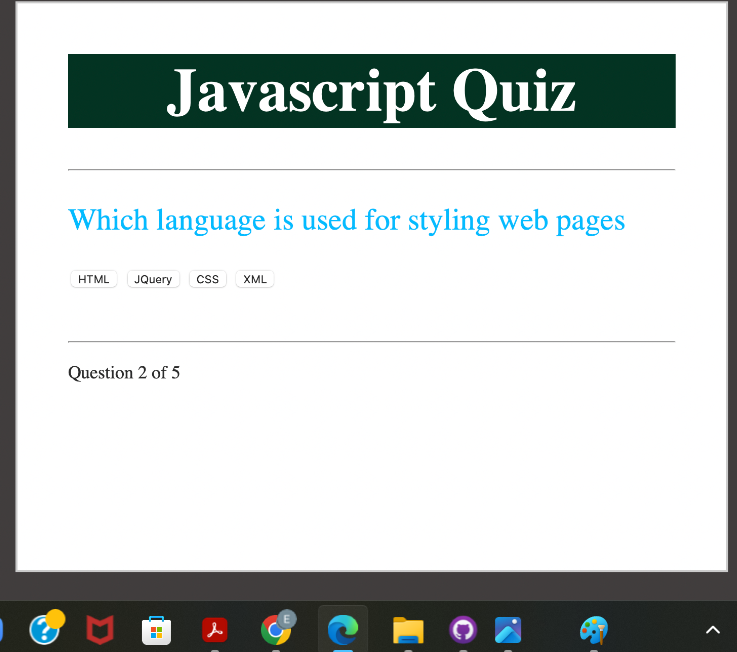 Javascript Quiz
Which language is used for styling web pages
HTML JQuery CSS XML
Question 2 of 5
E